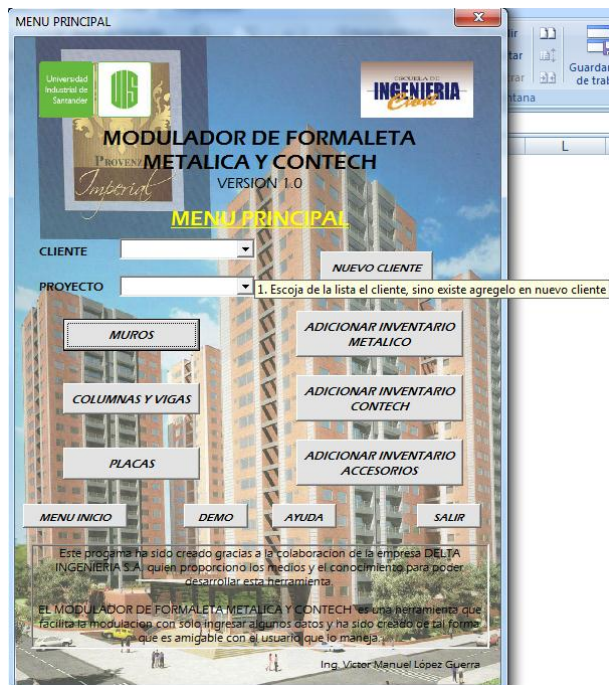 MENU PRINCIPAL
Universidad
Industrial de
Santander
UIS
ESCUELA DE
INGENIERIA
Civil
PROVENZ
Imperial
MODULADOR DE FORMALETA
METALICA Y CONTECH
VERSION 1.0
MENU PRINCIPAL
CLIENTE
NUEVO CLIENTE
PROYECTO
1. Escoja de la lista el cliente, sino existe agregelo en nuevo cliente
MUROS
ADICIONAR INVENTARIO
METALICO
COLUMNAS Y VIGAS
ADICIONAR INVENTARIO
CONTECH
PLACAS
ADICIONAR INVENTARIO
ACCESORIOS
MENU INICIO
DEMO
AYUDA
SALIR
Este progama ha sido creado gracias a la colaboracion de la empresa DELTA
INGENIERIA S.A. quien proporciono los medios y el conocimiento para poder
desarrollar esta herramienta.
EL MODULADOR DE FORMALETA METALICA Y CONTECH es una herramienta que
facilita la modulacion con solo ingresar algunos datos y ha sido creado de tal forma
que es amigable con el usuario que lo maneja
Ing. Victor Manuel López Guerra
Guarda
de trab
L